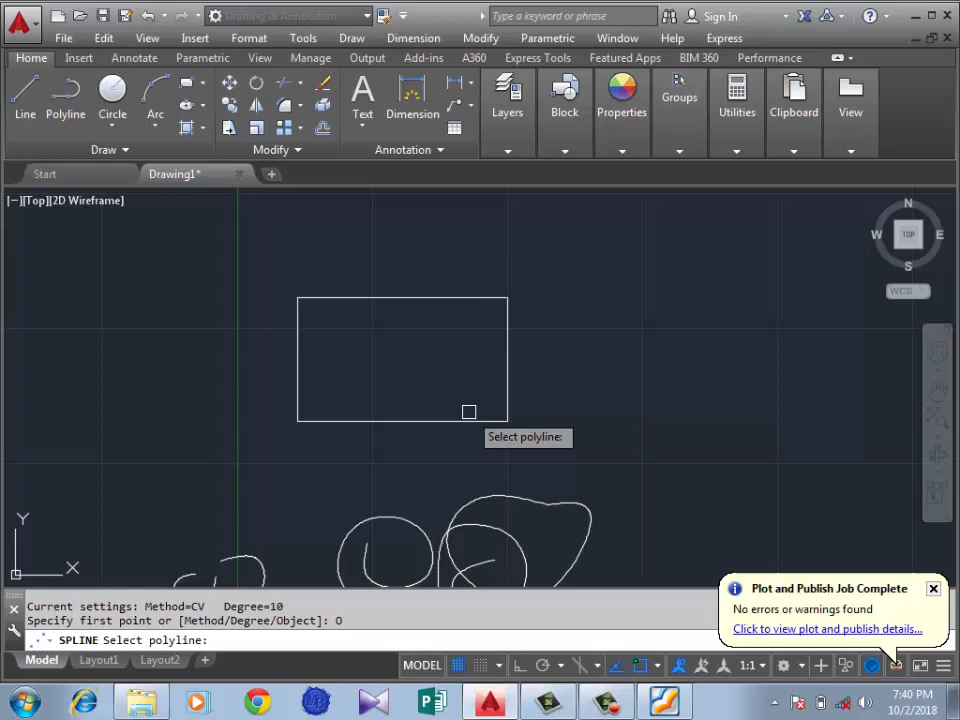 Drawing & Annotation
Type a keyword or phrase
Sign In
File Edit View Insert Format Tools Draw Dimension Modify Parametric Window Help Express
Home Insert Annotate Parametric View Manage Output Add-ins A360 Express Tools Featured Apps BIM 360 Performance
Line Polyline Circle Arc Text Dimension Layers Block Properties Groups Utilities Clipboard View
Draw Modify Annotation
Start Drawing1* +
[−][Top][2D Wireframe]
N
W TOP E
S
WCS
Select polyline:
Y
X
Plot and Publish Job Complete
No errors or warnings found
Click to view plot and publish details...
Current settings: Method=CV Degree=10
Specify first point or [Method/Degree/Object]: O
SPLINE Select polyline:
Model Layout1 Layout2 +
MODEL 1:1
7:40 PM
10/2/2018